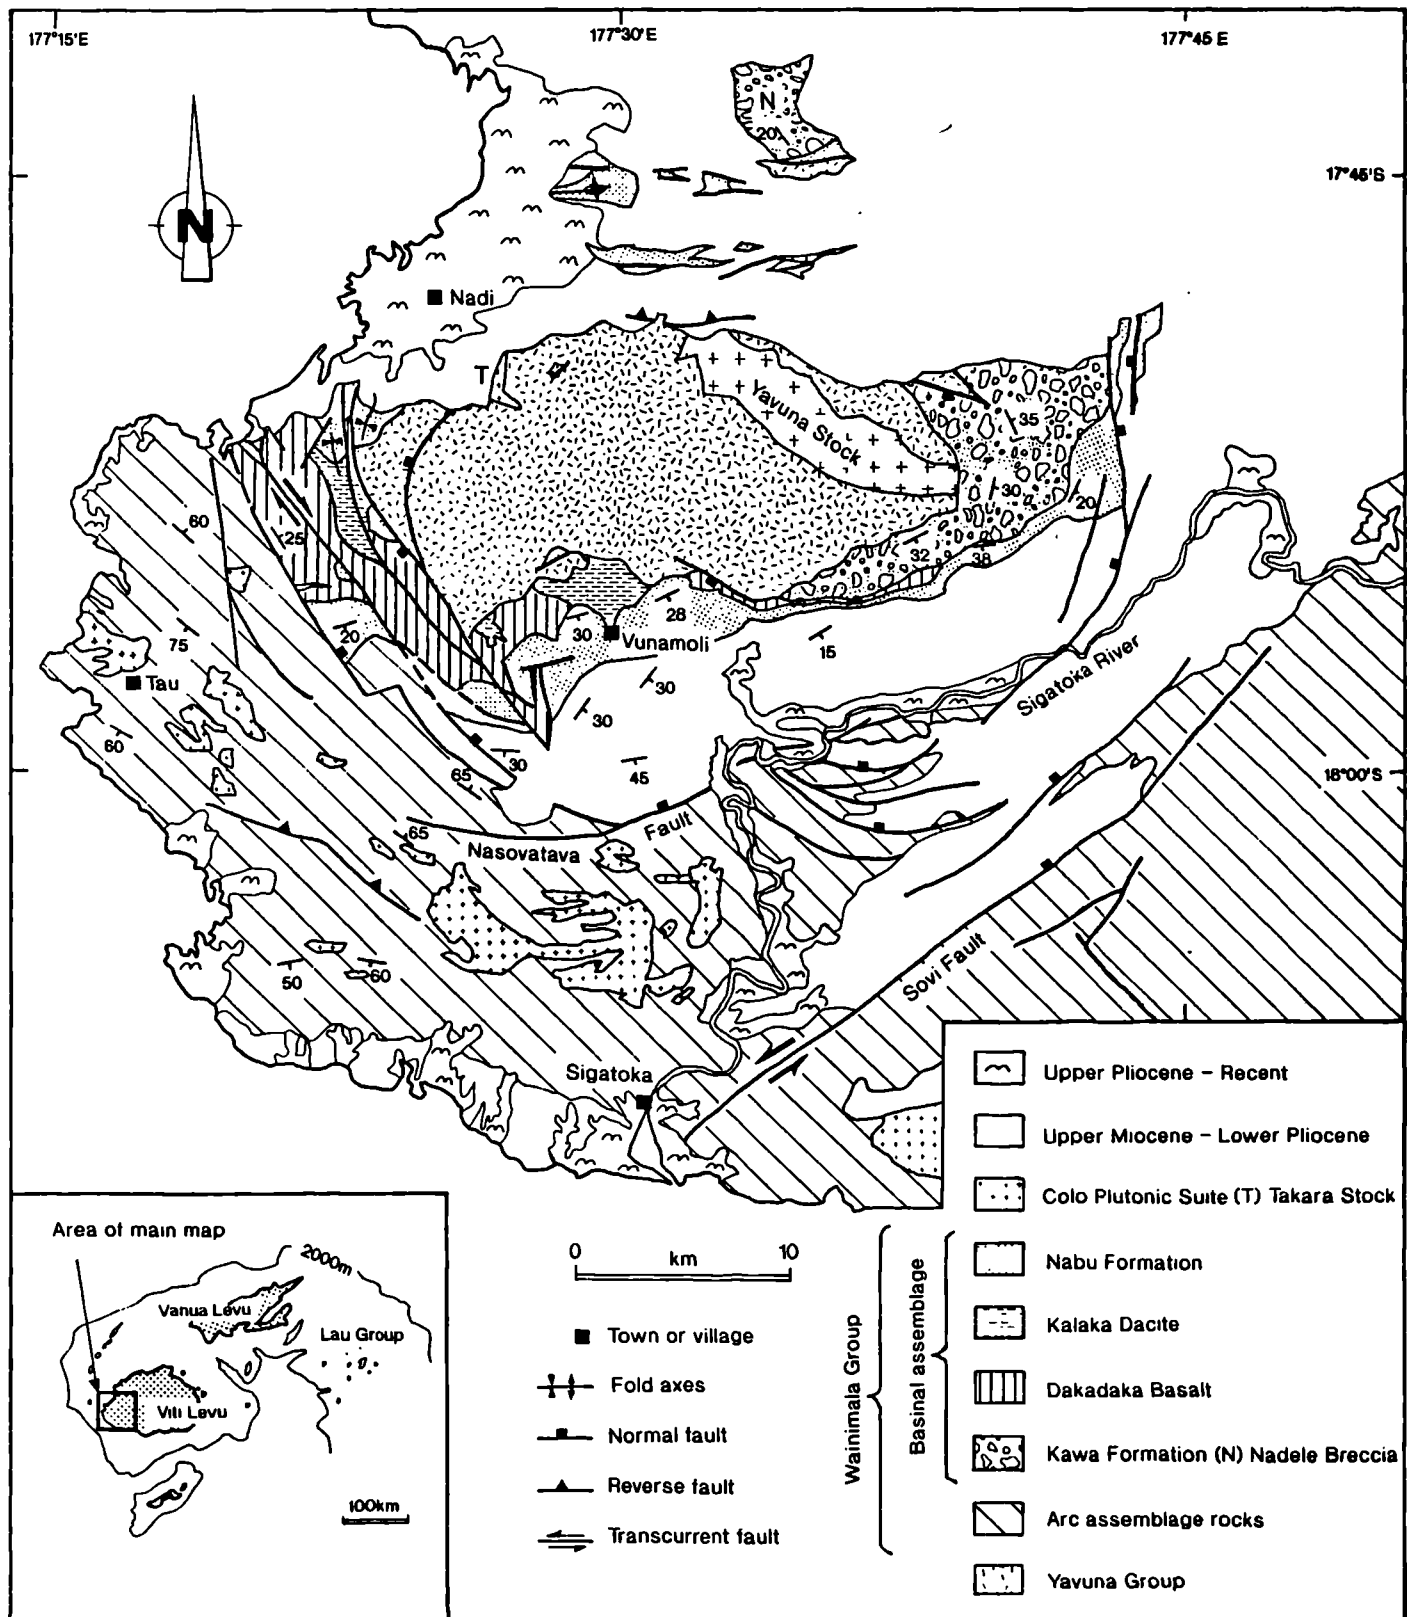 177°15'E
177°30'E
177°45 E
N
20
17°45'S
N
Nadi
T
Yavuna Stock
35
60
25
30
20
32
38
20
75
30
28
Vunamoli
15
Tau
30
30
Sigatoka River
60
65
30
45
18°00'S
65
Nasovatava
Fault
50
60
Sovi Fault
Sigatoka
Upper Pliocene – Recent
Upper Miocene – Lower Pliocene
Colo Plutonic Suite (T) Takara Stock
Nabu Formation
Kalaka Dacite
Dakadaka Basalt
Kawa Formation (N) Nadele Breccia
Arc assemblage rocks
Yavuna Group
Basinal assemblage
Wainimala Group
0 km 10
Town or village
Fold axes
Normal fault
Reverse fault
Transcurrent fault
Area of main map
2000m
Vanua Levu
Lau Group
Viti Levu
100km